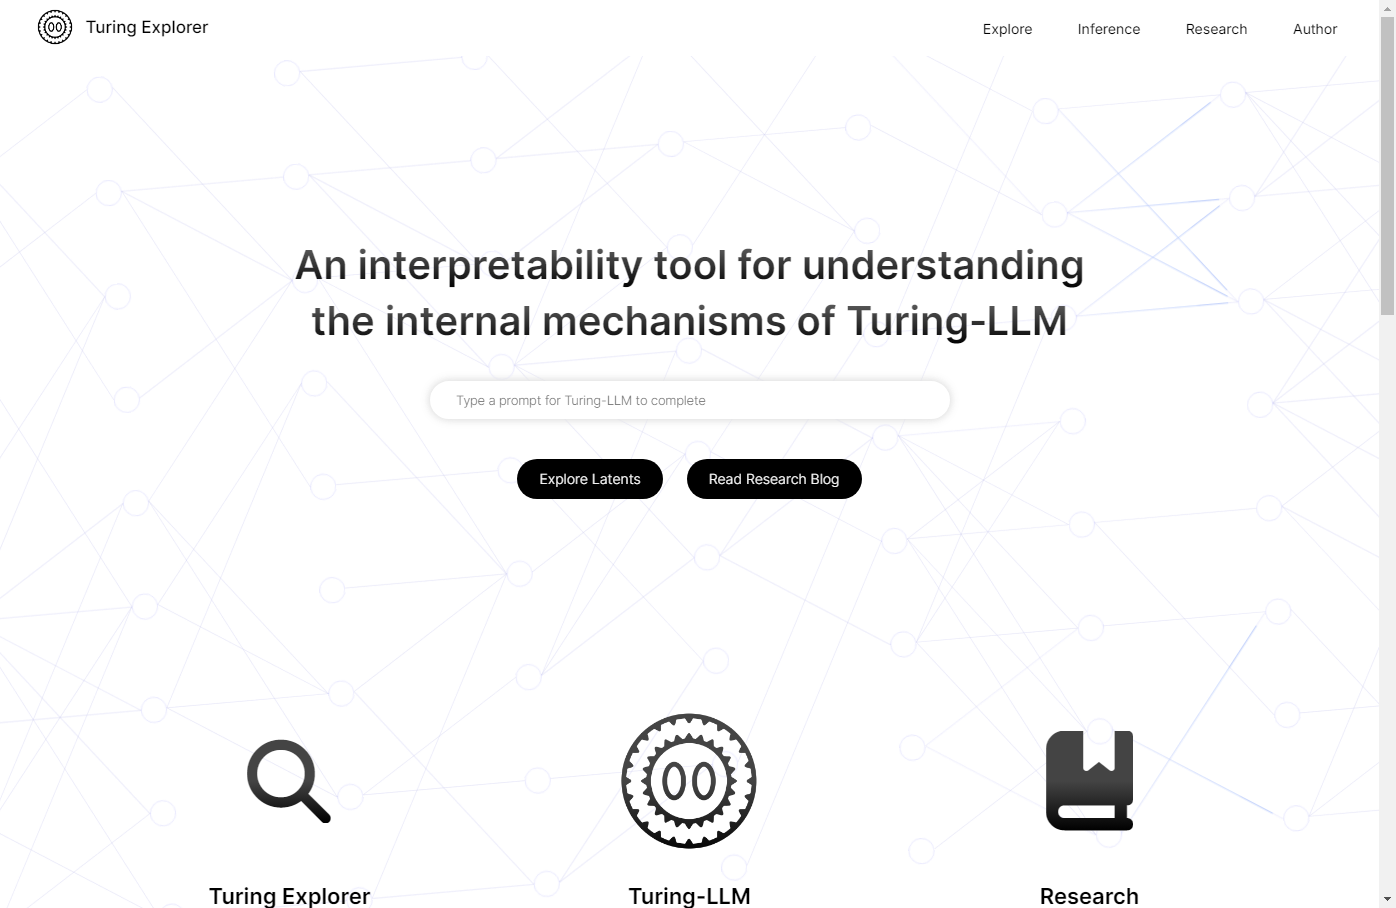 Turing Explorer
Explore
Inference
Research
Author
An interpretability tool for understanding
the internal mechanisms of Turing-LLM
Type a prompt for Turing-LLM to complete
Explore Latents
Read Research Blog
Turing Explorer
Turing-LLM
Research